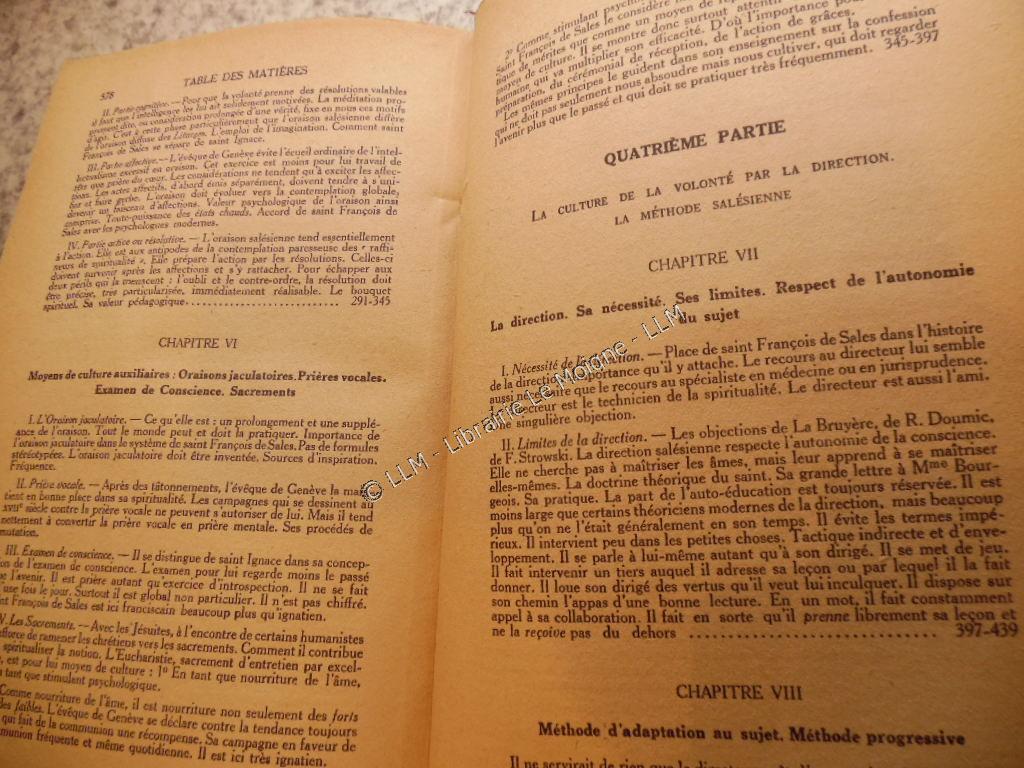 578
TABLE DES MATIÈRES
II. Partie cognitive. — Pour que la volonté prenne des résolutions valables
il faut que l'intelligence les lui ait solidement motivées. La méditation pro-
prement dite, ou considération prolongée d'une vérité, fixe en nous ces motifs
d'agir. C'est à cette phase particulièrement que l'oraison salésienne diffère
de l'oraison diffuse des Liturges. L'emploi de l'imagination. Comment saint
François de Sales se sépare de saint Ignace.
III. Partie affective. — L'évêque de Genève évite l'écueil ordinaire de l'intel-
lectualisme excessif en oraison. Cet exercice est moins pour lui travail de
tête que prière du cœur. Les considérations ne tendent qu'à exciter les affec-
tions. Les actes affectifs, d'abord émis séparément, doivent tendre à s'uni-
fier et faire gerbe. L'oraison doit évoluer vers la contemplation globale,
devenir un faisceau d'affections. Valeur psychologique de l'oraison ainsi
comprise. Toute-puissance des états chauds. Accord de saint François de
Sales avec les psychologues modernes.
IV. Partie active ou résolutive. — L'oraison salésienne tend essentiellement
à l'action. Elle est aux antipodes de la contemplation paresseuse des « raffi-
neurs de spiritualité ». Elle prépare l'action par les résolutions. Celles-ci
doivent survenir après les affections et s'y rattacher. Pour échapper aux
deux périls qui la menacent : l'oubli et le contre-ordre, la résolution doit
être précise, très particularisée, immédiatement réalisable. Le bouquet
spirituel. Sa valeur pédagogique. 291-345
CHAPITRE VI
Moyens de culture auxiliaires : Oraisons jaculatoires. Prières vocales.
Examen de Conscience. Sacrements
I. L'Oraison jaculatoire. — Ce qu'elle est : un prolongement et une supplé-
ance de l'oraison. Tout le monde peut et doit la pratiquer. Importance de
l'oraison jaculatoire dans le système de saint François de Sales. Pas de formules
stéréotypées. L'oraison jaculatoire doit être inventée. Sources d'inspiration.
Fréquence.
II. Prière vocale. — Après des tâtonnements, l'évêque de Genève la main-
tient en bonne place dans sa spiritualité. Les campagnes qui se dessinent au
XVIIe siècle contre la prière vocale ne peuvent s'autoriser de lui. Mais il tend
nettement à convertir la prière vocale en prière mentale. Ses procédés de
mutation.
III. Examen de conscience. — Il se distingue de saint Ignace dans sa concep-
tion de l'examen de conscience. L'examen pour lui regarde moins le passé
l'avenir. Il est prière autant qu'exercice d'introspection. Il ne se fait
une fois le jour. Surtout il est global non particulier. Il n'est pas chiffré.
François de Sales est ici franciscain beaucoup plus qu'ignatien.
IV. Les Sacrements. — Avec les Jésuites, à l'encontre de certains humanistes
efforce de ramener les chrétiens vers les sacrements. Comment il contribue
spiritualiser la notion. L'Eucharistie, sacrement d'entretien par excel-
est pour lui moyen de culture : 1° En tant que nourriture de l'âme,
tant que stimulant psychologique.
Comme nourriture de l'âme, il est nourriture non seulement des forts
des faibles. L'évêque de Genève se déclare contre la tendance toujours
qui fait de la communion une récompense. Sa campagne en faveur de
communion fréquente et même quotidienne. Il est ici très ignatien.
2° Comme stimulant
Saint François de Sales le considère
de mérites que comme un moyen de
moyen de culture. Il se montre donc surtout attentif
humaine qui va multiplier son efficacité. D'où l'importance
préparation, du cérémonial de réception, de l'action de grâces.
Les mêmes principes le guident dans son enseignement sur la confession
qui ne doit pas seulement nous absoudre mais nous cultiver, qui doit regarder
l'avenir plus que le passé et qui doit se pratiquer très fréquemment. 345-397
QUATRIÈME PARTIE
LA CULTURE DE LA VOLONTÉ PAR LA DIRECTION.
LA MÉTHODE SALÉSIENNE
CHAPITRE VII
La direction. Sa nécessité. Ses limites. Respect de l'autonomie
du sujet
I. Nécessité de la direction. — Place de saint François de Sales dans l'histoire
de la direction. Importance qu'il y attache. Le recours au directeur lui semble
aussi nécessite que le recours au spécialiste en médecine ou en jurisprudence.
Le directeur est le technicien de la spiritualité. Le directeur est aussi l'ami.
Une singulière objection.
II. Limites de la direction. — Les objections de La Bruyère, de R. Doumic,
de F. Strowski. La direction salésienne respecte l'autonomie de la conscience.
Elle ne cherche pas à maîtriser les âmes, mais leur apprend à se maîtriser
elles-mêmes. La doctrine théorique du saint. Sa grande lettre à Mme Bour-
geois. Sa pratique. La part de l'auto-éducation est toujours réservée. Il est
moins large que certains théoriciens modernes de la direction, mais beaucoup
plus qu'on ne l'était généralement en son temps. Il évite les termes impé-
rieux. Il intervient peu dans les petites choses. Tactique indirecte et d'enve-
loppement. Il se parle à lui-même autant qu'à son dirigé. Il se met de jeu.
Il fait intervenir un tiers auquel il adresse sa leçon ou par lequel il la fait
donner. Il loue son dirigé des vertus qu'il veut lui inculquer. Il dispose sur
son chemin l'appas d'une bonne lecture. En un mot, il fait constamment
appel à sa collaboration. Il fait en sorte qu'il prenne librement sa leçon et
ne la reçoive pas du dehors 397-439
CHAPITRE VIII
Méthode d'adaptation au sujet. Méthode progressive
Il ne servirait de rien que le
© LLM - Librairie Le Moigne - LLM